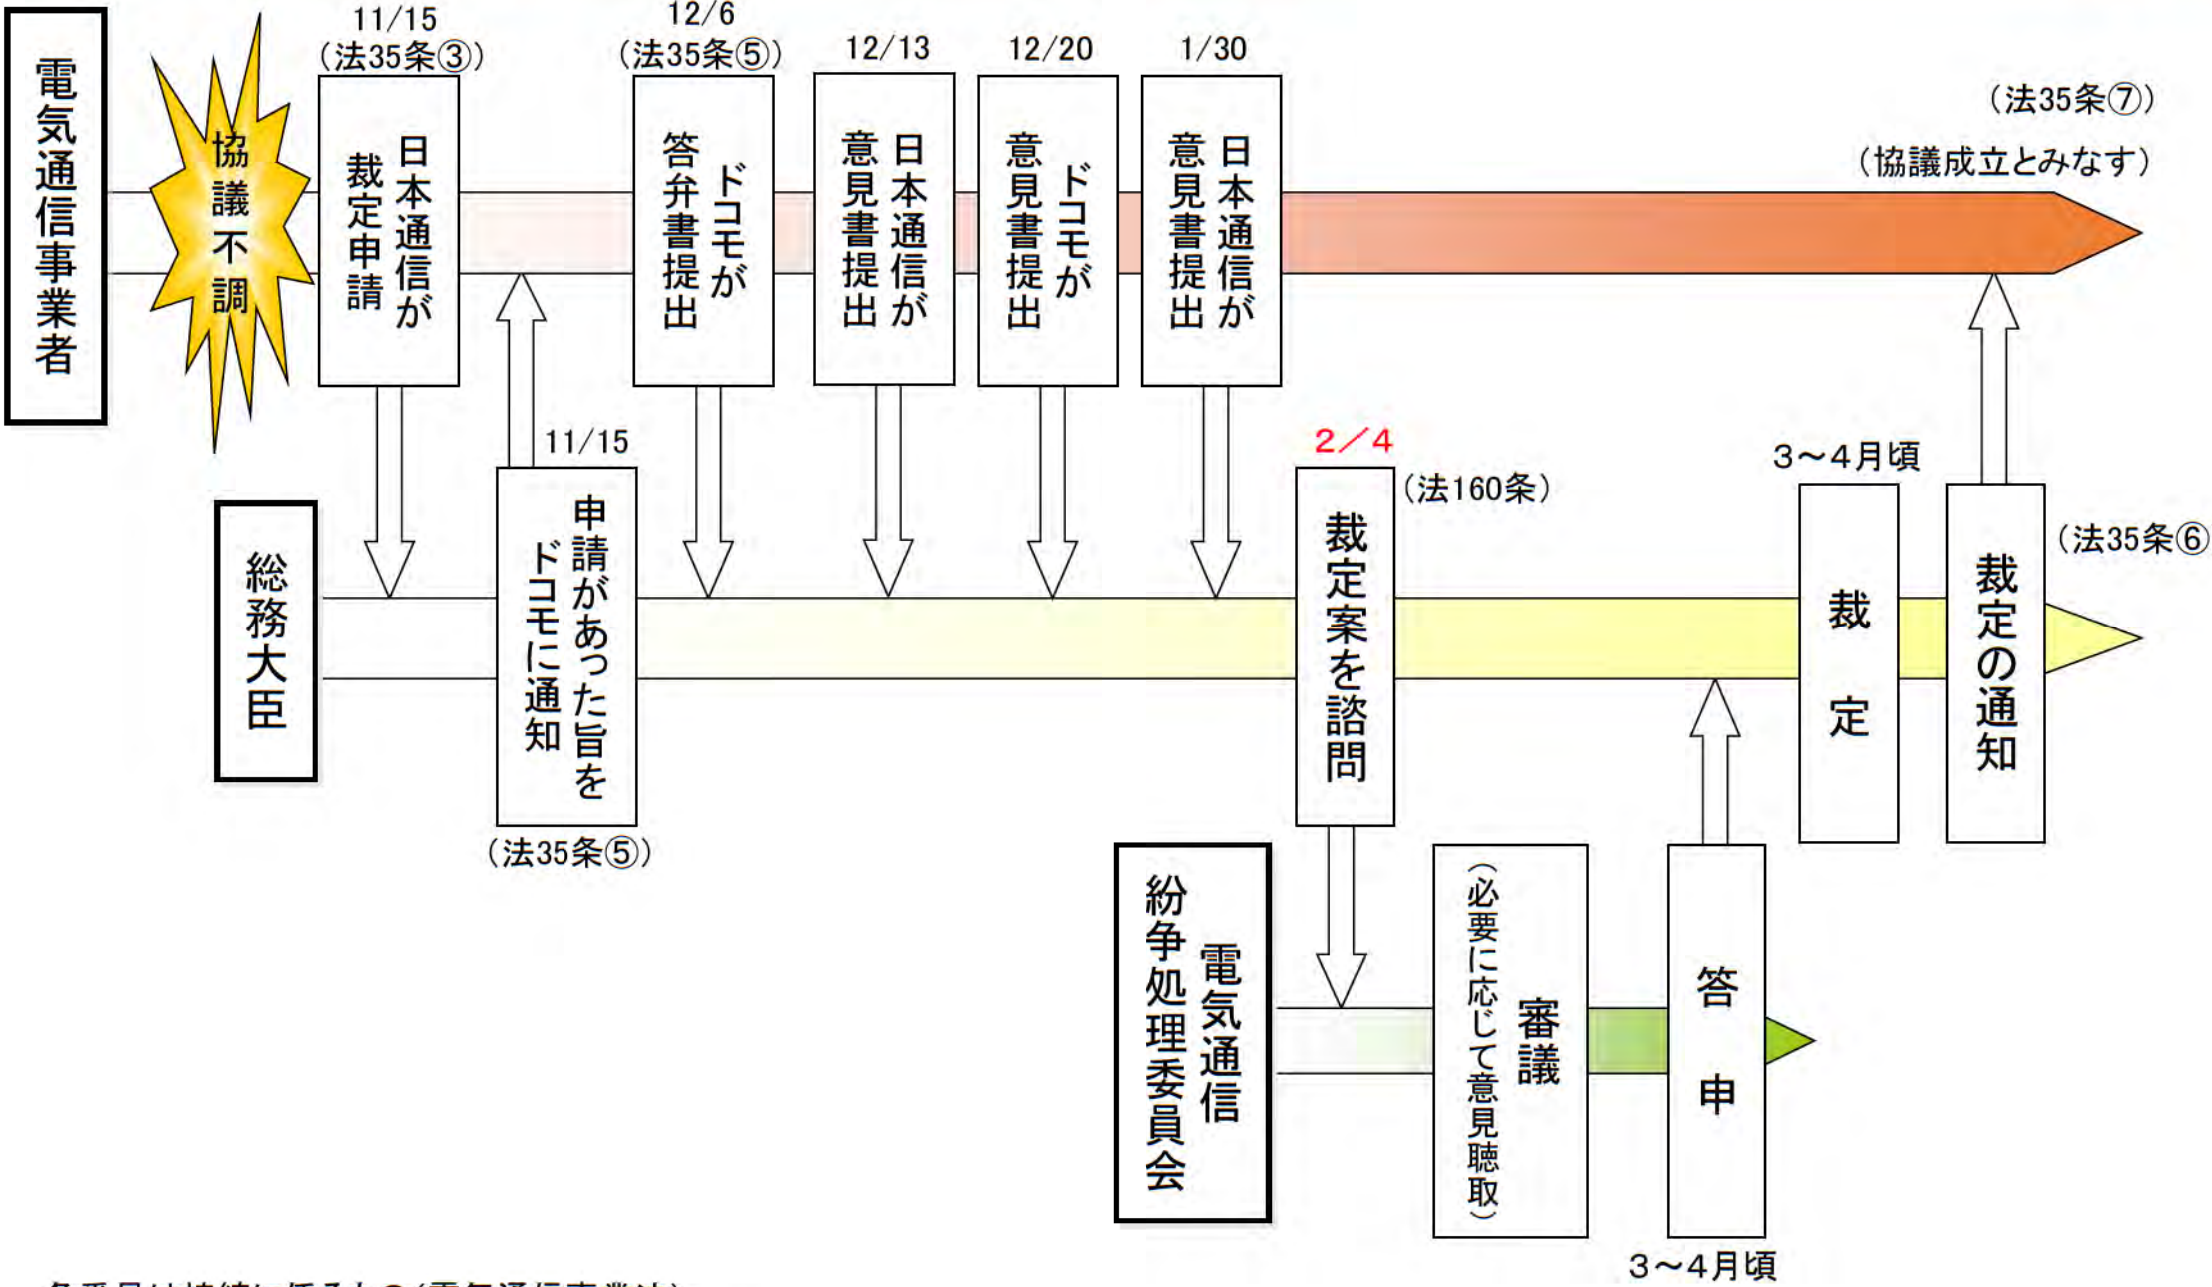 電気通信事業者
協議不調
11/15
（法35条③）
日本通信が
裁定申請
12/6
（法35条⑤）
ドコモが
答弁書提出
12/13
日本通信が
意見書提出
12/20
ドコモが
意見書提出
1/30
日本通信が
意見書提出
（法35条⑦）
（協議成立とみなす）
総務大臣
11/15
申請があった旨を
ドコモに通知
（法35条⑤）
2／4
（法160条）
裁定案を諮問
3～4月頃
裁定
裁定の通知
（法35条⑥
電気通信
紛争処理委員会
審議
（必要に応じて意見聴取）
答申
3～4月頃